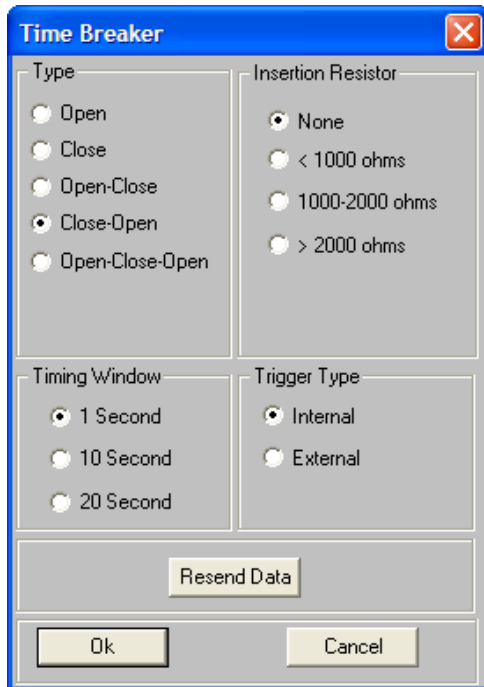 Time Breaker
Type
Open
Close
Open-Close
Close-Open
Open-Close-Open
Insertion Resistor
None
< 1000 ohms
1000-2000 ohms
> 2000 ohms
Timing Window
1 Second
10 Second
20 Second
Trigger Type
Internal
External
Resend Data
Ok
Cancel